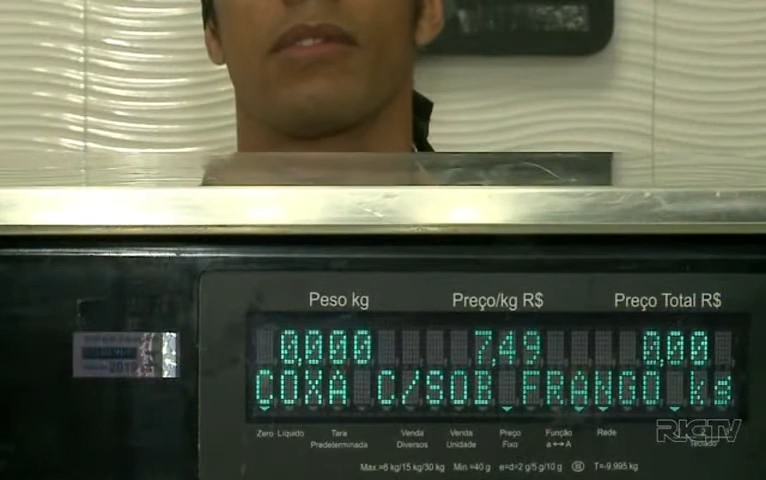 Peso kg Preço/kg R$ Preço Total R$
0,000 7,49 0,00
COXA C/SOB FRANGO kg
Zero Líquido Tara Predeterminada Venda Diversos Venda Unidade Preço Fixo Função a↔A Rede Teclado
Max.=6 kg/15 kg/30 kg Min.=40 g e=d=2 g/5 g/10 g T=-9,995 kg
2019
RICTV